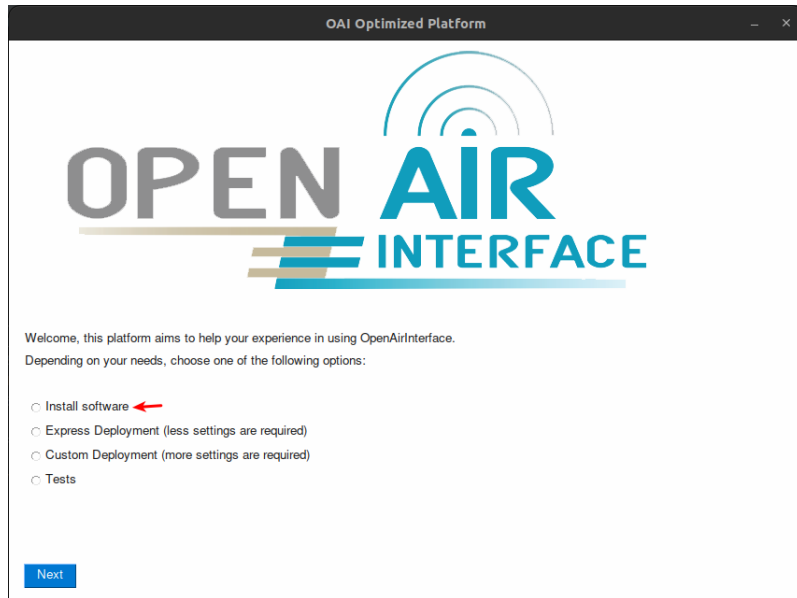 OAI Optimized Platform
OPEN AIR
INTERFACE
Welcome, this platform aims to help your experience in using OpenAirInterface.
Depending on your needs, choose one of the following options:
Install software
Express Deployment (less settings are required)
Custom Deployment (more settings are required)
Tests
Next